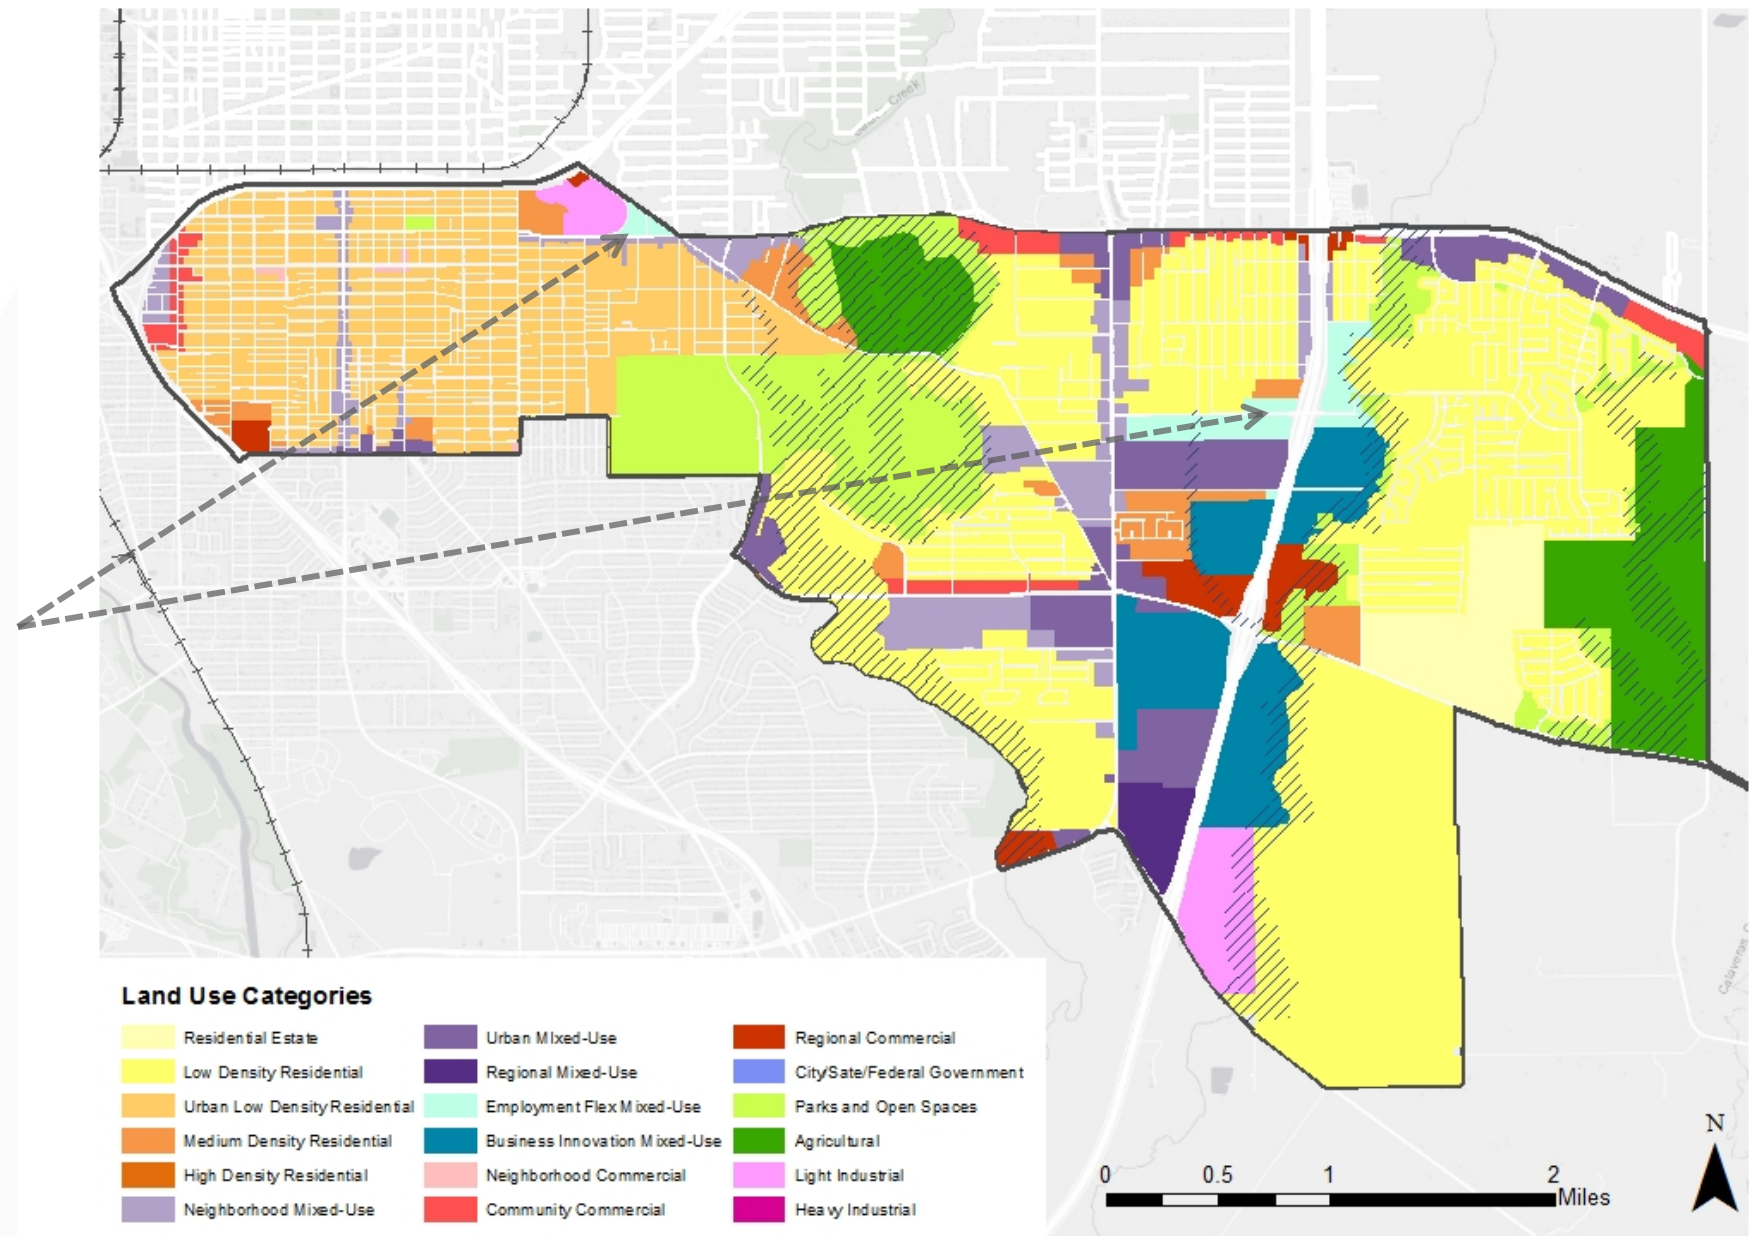 Creek
Calaveras C
Land Use Categories
Residential Estate
Low Density Residential
Urban Low Density Residential
Medium Density Residential
High Density Residential
Neighborhood Mixed-Use
Urban MIxed-Use
Regional Mixed-Use
Employment Flex Mixed-Use
Business Innovation Mixed-Use
Neighborhood Commercial
Community Commercial
Regional Commercial
City/Sate/Federal Government
Parks and Open Spaces
Agricultural
Light Industrial
Heavy Industrial
0 0.5 1 2
Miles
N